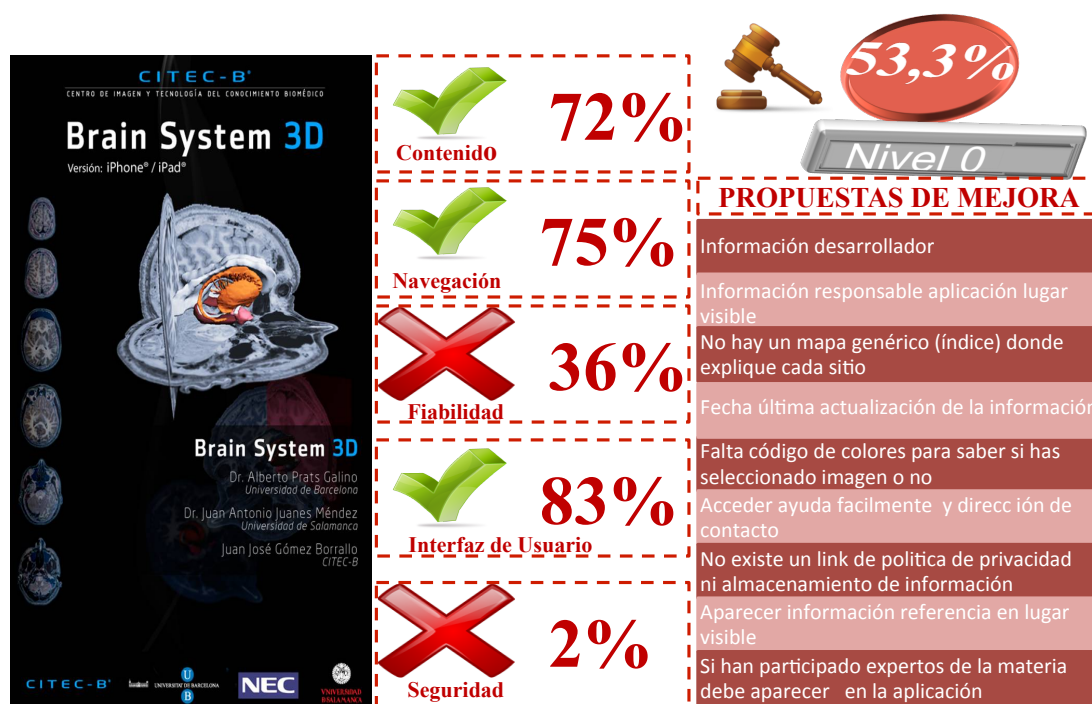 CITEC-B®
CENTRO DE IMAGEN Y TECNOLOGÍA DEL CONOCIMIENTO BIOMÉDICO
Brain System 3D
Versión: iPhone® / iPad®
Brain System 3D
Dr. Alberto Prats Galino
Universidad de Barcelona
Dr. Juan Antonio Juanes Méndez
Universidad de Salamanca
Juan José Gómez Borrallo
CITEC-B
CITEC-B®
UNIVERSITAT DE BARCELONA
U
B
NEC
VNIVERSIDAD
D SALAMANCA
72%
Contenido
75%
Navegación
36%
Fiabilidad
83%
Interfaz de Usuario
2%
Seguridad
53,3%
Nivel 0
PROPUESTAS DE MEJORA
Información desarrollador
Información responsable aplicación lugar
visible
No hay un mapa genérico (índice) donde
explique cada sitio
Fecha última actualización de la información
Falta código de colores para saber si has
seleccionado imagen o no
Acceder ayuda facilmente y direcc ión de
contacto
No existe un link de politica de privacidad
ni almacenamiento de información
Aparecer información referencia en lugar
visible
Si han participado expertos de la materia
debe aparecer en la aplicación